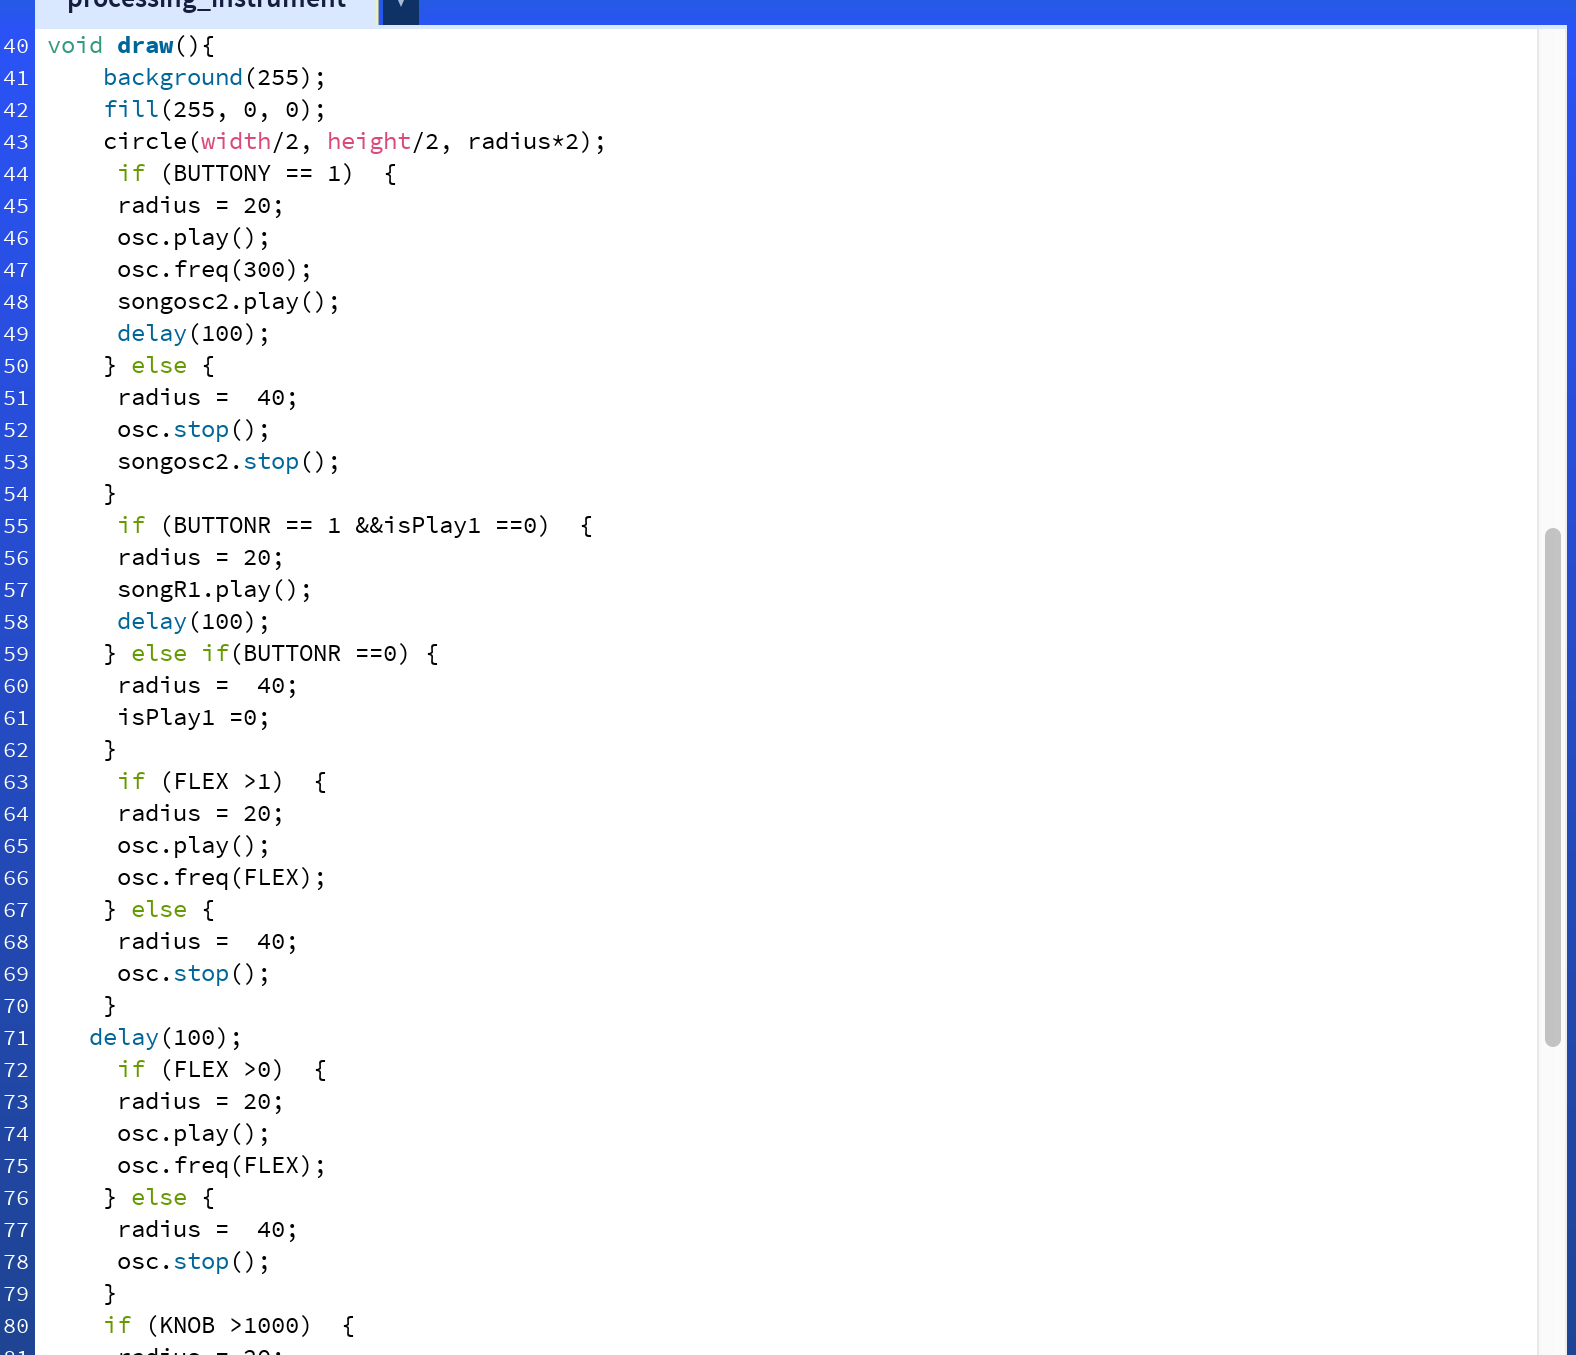 processing_instrument ▼
40 void draw(){
41 background(255);
42 fill(255, 0, 0);
43 circle(width/2, height/2, radius*2);
44 if (BUTTONY == 1)  {
45 radius = 20;
46 osc.play();
47 osc.freq(300);
48 songosc2.play();
49 delay(100);
50 } else {
51 radius =  40;
52 osc.stop();
53 songosc2.stop();
54 }
55 if (BUTTONR == 1 &&isPlay1 ==0)  {
56 radius = 20;
57 songR1.play();
58 delay(100);
59 } else if(BUTTONR ==0) {
60 radius =  40;
61 isPlay1 =0;
62 }
63 if (FLEX >1)  {
64 radius = 20;
65 osc.play();
66 osc.freq(FLEX);
67 } else {
68 radius =  40;
69 osc.stop();
70 }
71 delay(100);
72 if (FLEX >0)  {
73 radius = 20;
74 osc.play();
75 osc.freq(FLEX);
76 } else {
77 radius =  40;
78 osc.stop();
79 }
80 if (KNOB >1000)  {
81 radius = 20;